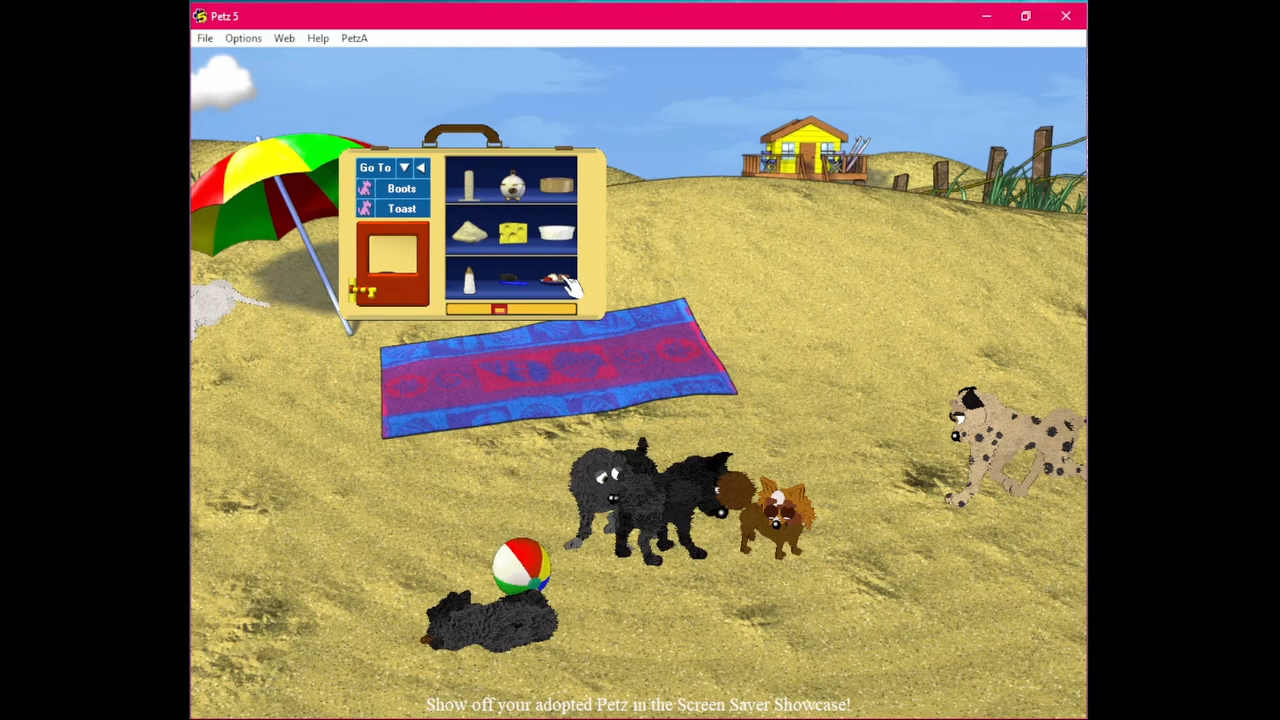 Petz 5
File Options Web Help PetzA
Go To
Boots
Toast
Show off your adopted Petz in the Screen Saver Showcase!